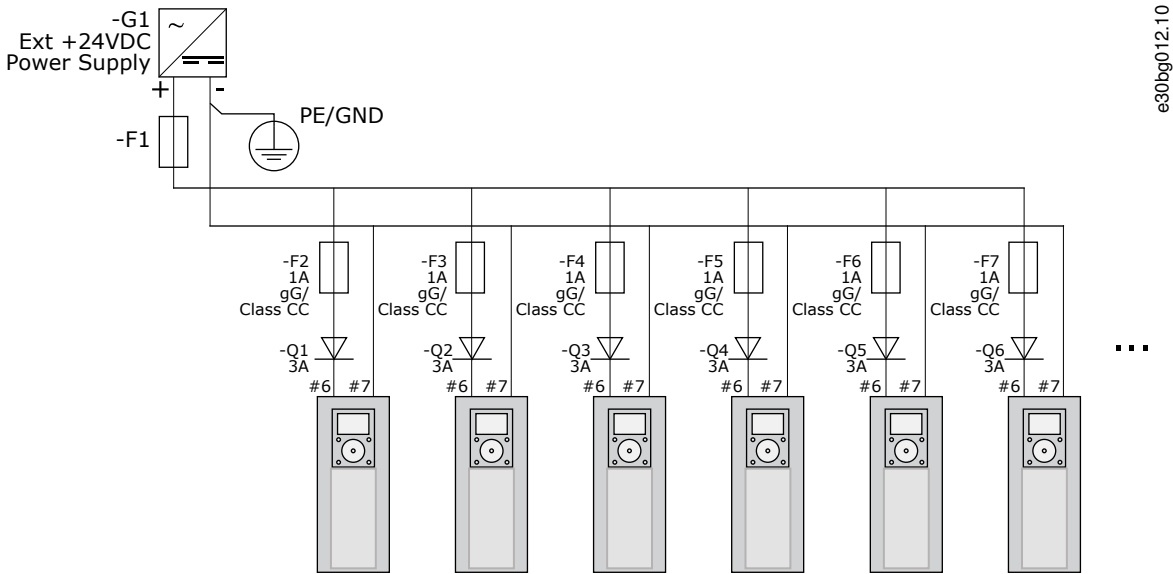 -G1
Ext +24VDC
Power Supply
+ -
PE/GND
-F1
-F2
1A
gG/
Class CC
-F3
1A
gG/
Class CC
-F4
1A
gG/
Class CC
-F5
1A
gG/
Class CC
-F6
1A
gG/
Class CC
-F7
1A
gG/
Class CC
-Q1
3A
-Q2
3A
-Q3
3A
-Q4
3A
-Q5
3A
-Q6
3A
...
#6 #7
#6 #7
#6 #7
#6 #7
#6 #7
#6 #7
e30bg012.10